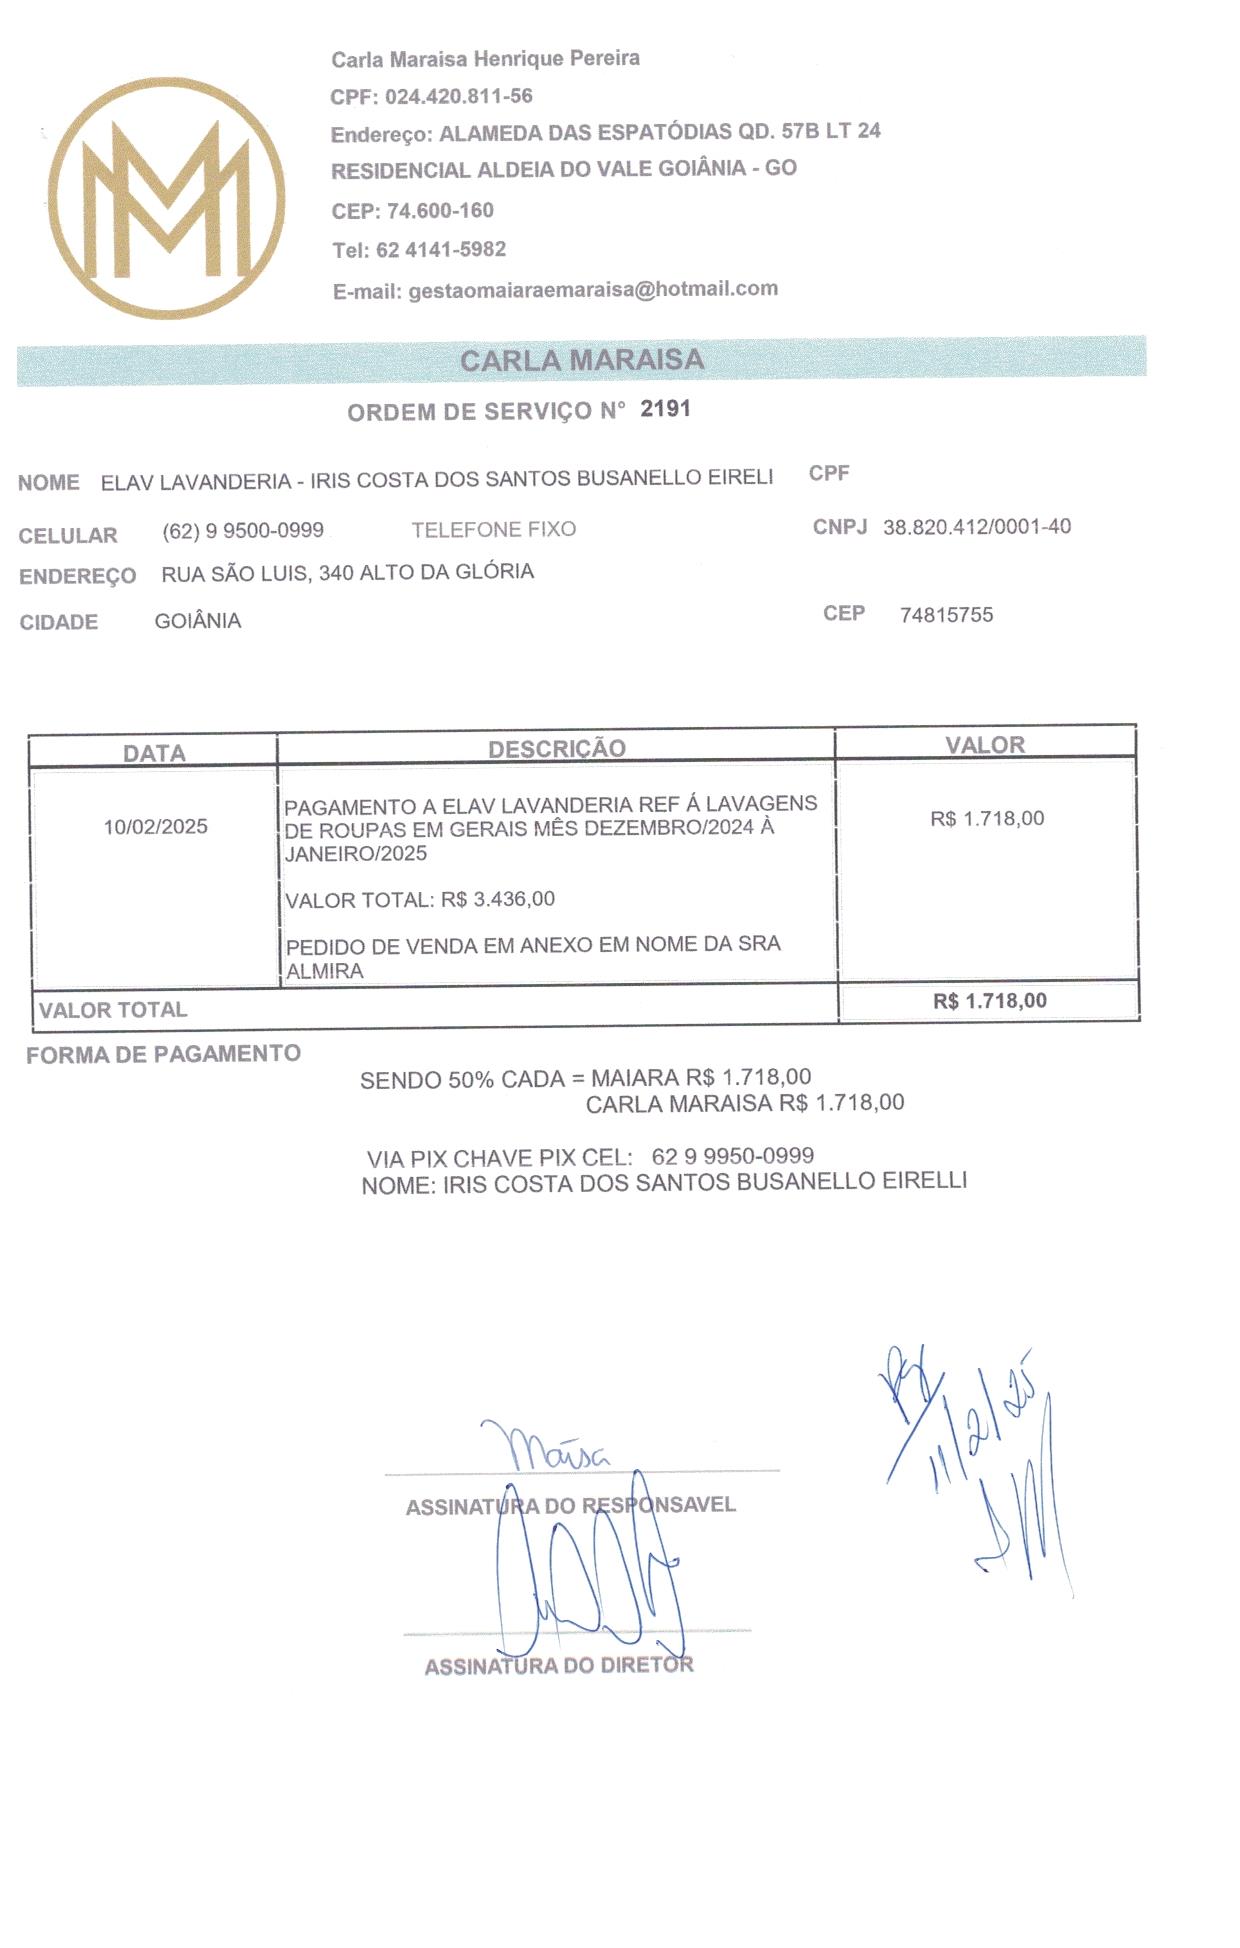 Carla Maraisa Henrique Pereira
CPF: 024.420.811-56
Endereço: ALAMEDA DAS ESPATÓDIAS QD. 57B LT 24
RESIDENCIAL ALDEIA DO VALE GOIÂNIA - GO
CEP: 74.600-160
Tel: 62 4141-5982
E-mail: gestaomaiaraemaraisa@hotmail.com
CARLA MARAISA
ORDEM DE SERVIÇO N° 2191
NOME ELAV LAVANDERIA - IRIS COSTA DOS SANTOS BUSANELLO EIRELI CPF
CELULAR (62) 9 9500-0999 TELEFONE FIXO CNPJ 38.820.412/0001-40
ENDEREÇO RUA SÃO LUIS, 340 ALTO DA GLÓRIA
CIDADE GOIÂNIA CEP 74815755
DATA DESCRIÇÃO VALOR
PAGAMENTO A ELAV LAVANDERIA REF Á LAVAGENS
10/02/2025 DE ROUPAS EM GERAIS MÊS DEZEMBRO/2024 À R$ 1.718,00
JANEIRO/2025
VALOR TOTAL: R$ 3.436,00
PEDIDO DE VENDA EM ANEXO EM NOME DA SRA
ALMIRA
VALOR TOTAL R$ 1.718,00
FORMA DE PAGAMENTO
SENDO 50% CADA = MAIARA R$ 1.718,00
CARLA MARAISA R$ 1.718,00
VIA PIX CHAVE PIX CEL: 62 9 9950-0999
NOME: IRIS COSTA DOS SANTOS BUSANELLO EIRELLI
11/2/25
Maísa
ASSINATURA DO RESPONSAVEL
ASSINATURA DO DIRETOR